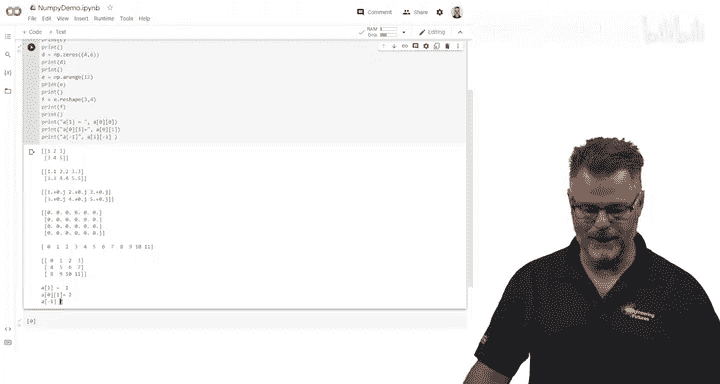 NumpyDemo.ipynb
Comment
Share
File Edit View Insert Runtime Tools Help
+ Code + Text
RAM
Disk
Editing
print()
print()
d = np.zeros((4,6))
print(d)
print()
e = np.arange(12)
print(e)
print()
f = e.reshape(3,4)
print(f)
print()
print("a[1] = ", a[0][0])
print("a[0][1]=", a[0][1])
print("a[-1]", a[1][-1])
[[1 2 3]
[3 4 5]]
[[1.1 2.2 3.3]
[3.3 4.4 5.5]]
[[1.+0.j 2.+0.j 3.+0.j]
[3.+0.j 4.+0.j 5.+0.j]]
[[0. 0. 0. 0. 0. 0.]
[0. 0. 0. 0. 0. 0.]
[0. 0. 0. 0. 0. 0.]
[0. 0. 0. 0. 0. 0.]]
[ 0 1 2 3 4 5 6 7 8 9 10 11]
[[ 0 1 2 3]
[ 4 5 6 7]
[ 8 9 10 11]]
a[1] = 1
a[0][1]= 2
a[-1]
[0]
Futures
bilibili